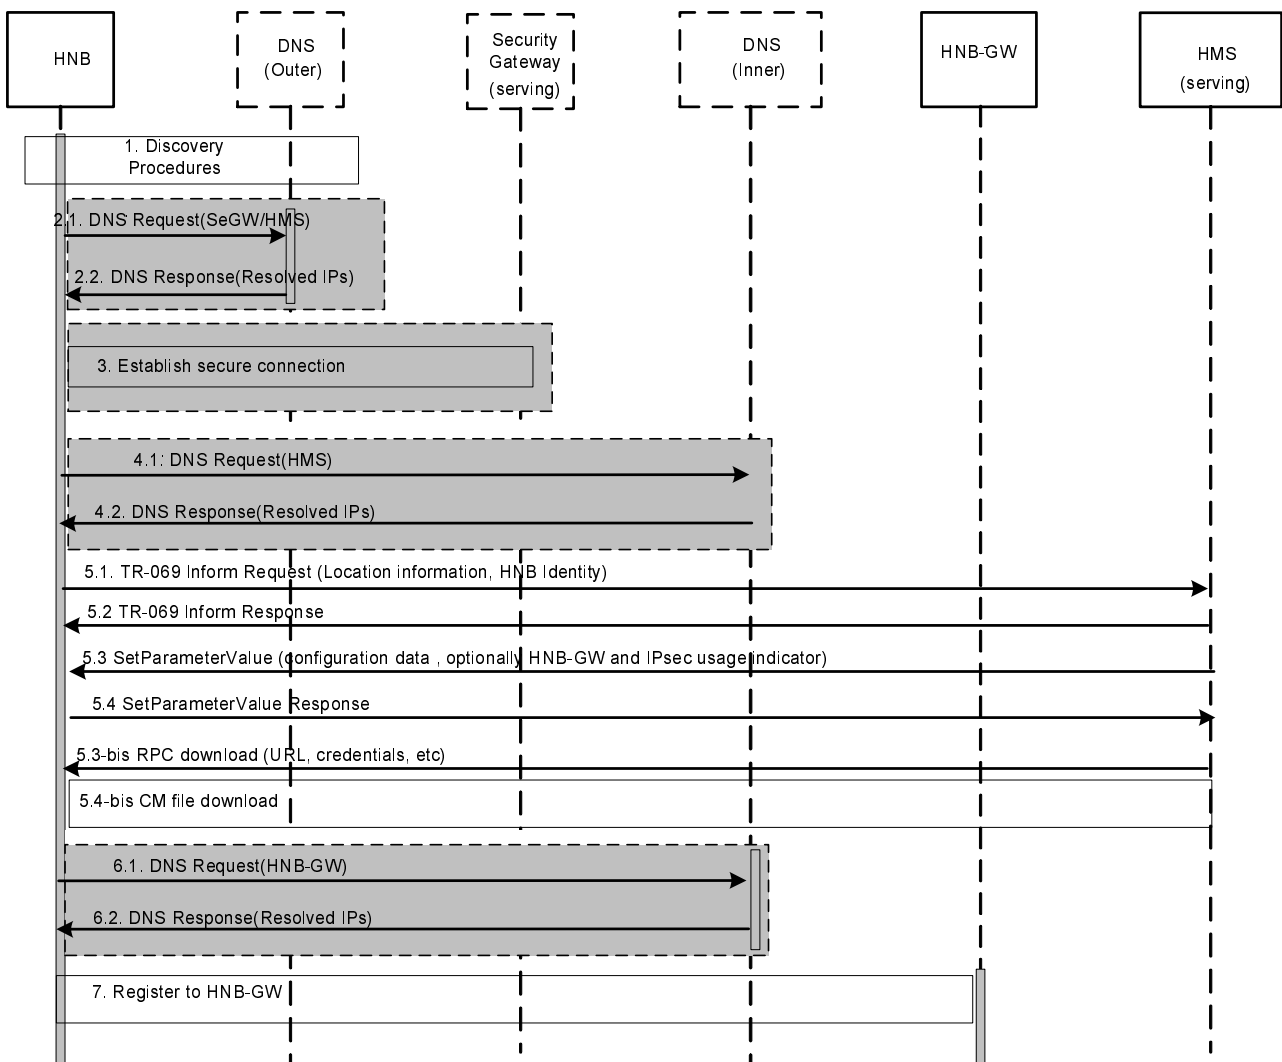 HNB
DNS
(Outer)
Security
Gateway
(serving)
DNS
(Inner)
HNB-GW
HMS
(serving)
1. Discovery
Procedures
2.1. DNS Request(SeGW/HMS)
2.2. DNS Response(Resolved IPs)
3. Establish secure connection
4.1. DNS Request(HMS)
4.2. DNS Response(Resolved IPs)
5.1. TR-069 Inform Request (Location information, HNB Identity)
5.2 TR-069 Inform Response
5.3 SetParameterValue (configuration data , optionally HNB-GW and IPsec usage indicator)
5.4 SetParameterValue Response
5.3-bis RPC download (URL, credentials, etc)
5.4-bis CM file download
6.1. DNS Request(HNB-GW)
6.2. DNS Response(Resolved IPs)
7. Register to HNB-GW